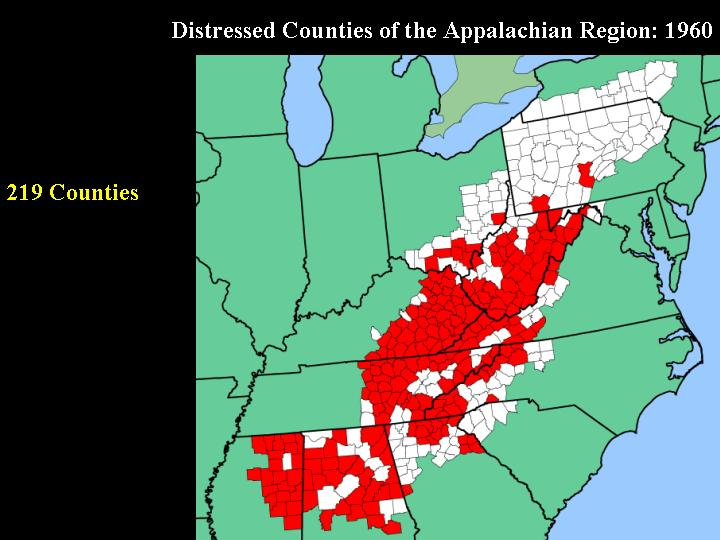 Distressed Counties of the Appalachian Region: 1960
219 Counties